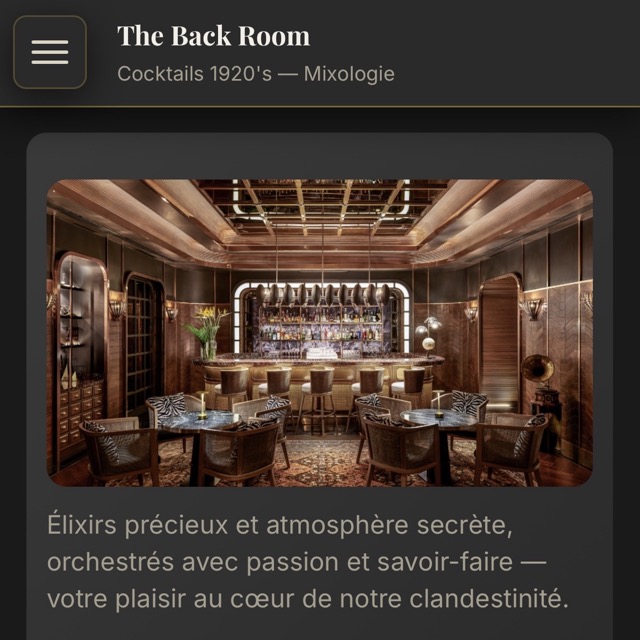 The Back Room
Cocktails 1920's — Mixologie
Élixirs précieux et atmosphère secrète,
orchestrés avec passion et savoir-faire —
votre plaisir au cœur de notre clandestinité.